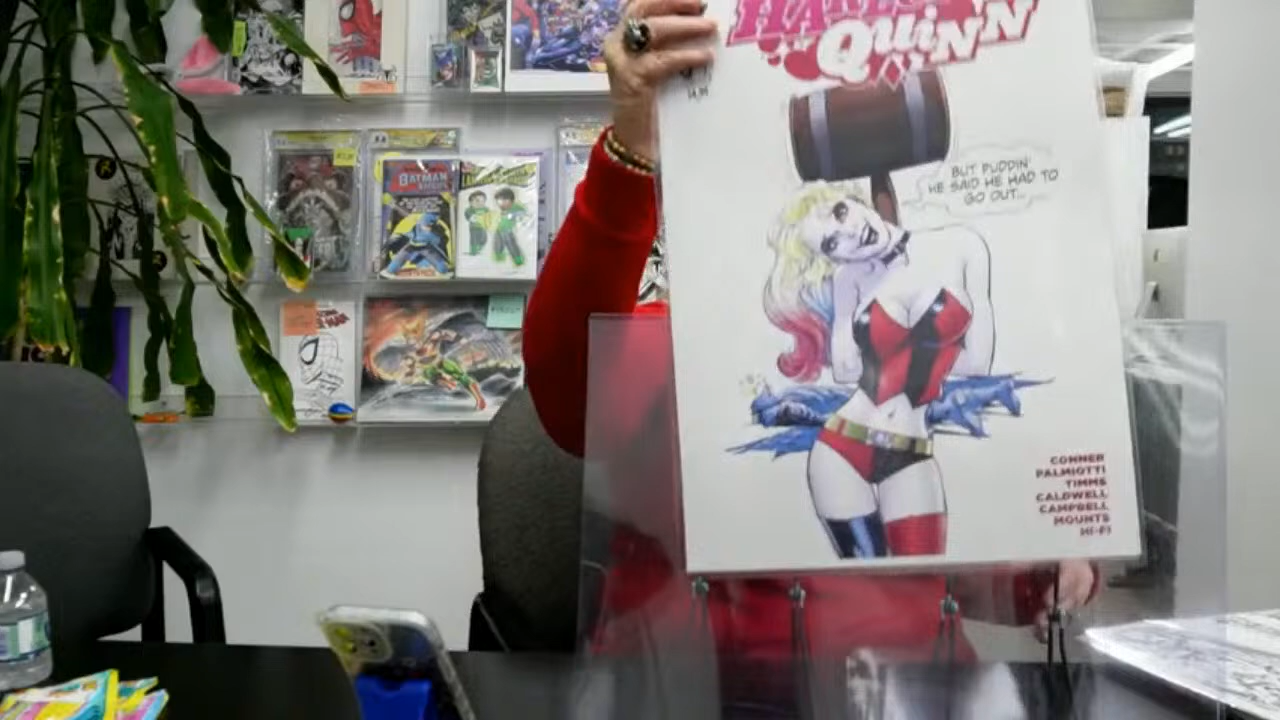 HARLEY
QUINN
BUT PUDDIN'
HE SAID HE HAD TO
GO OUT...
CONNER
PALMIOTTI
TIMMS
CALDWELL
CAMPBELL
MOUNTS
HI-FI
BATMAN